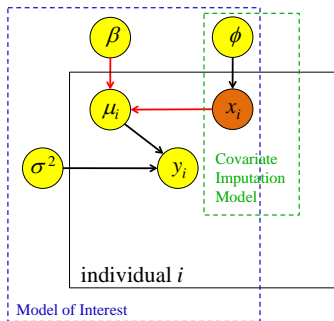 β
ϕ
μi
xi
σ²
yi
Covariate
Imputation
Model
individual i
Model of Interest